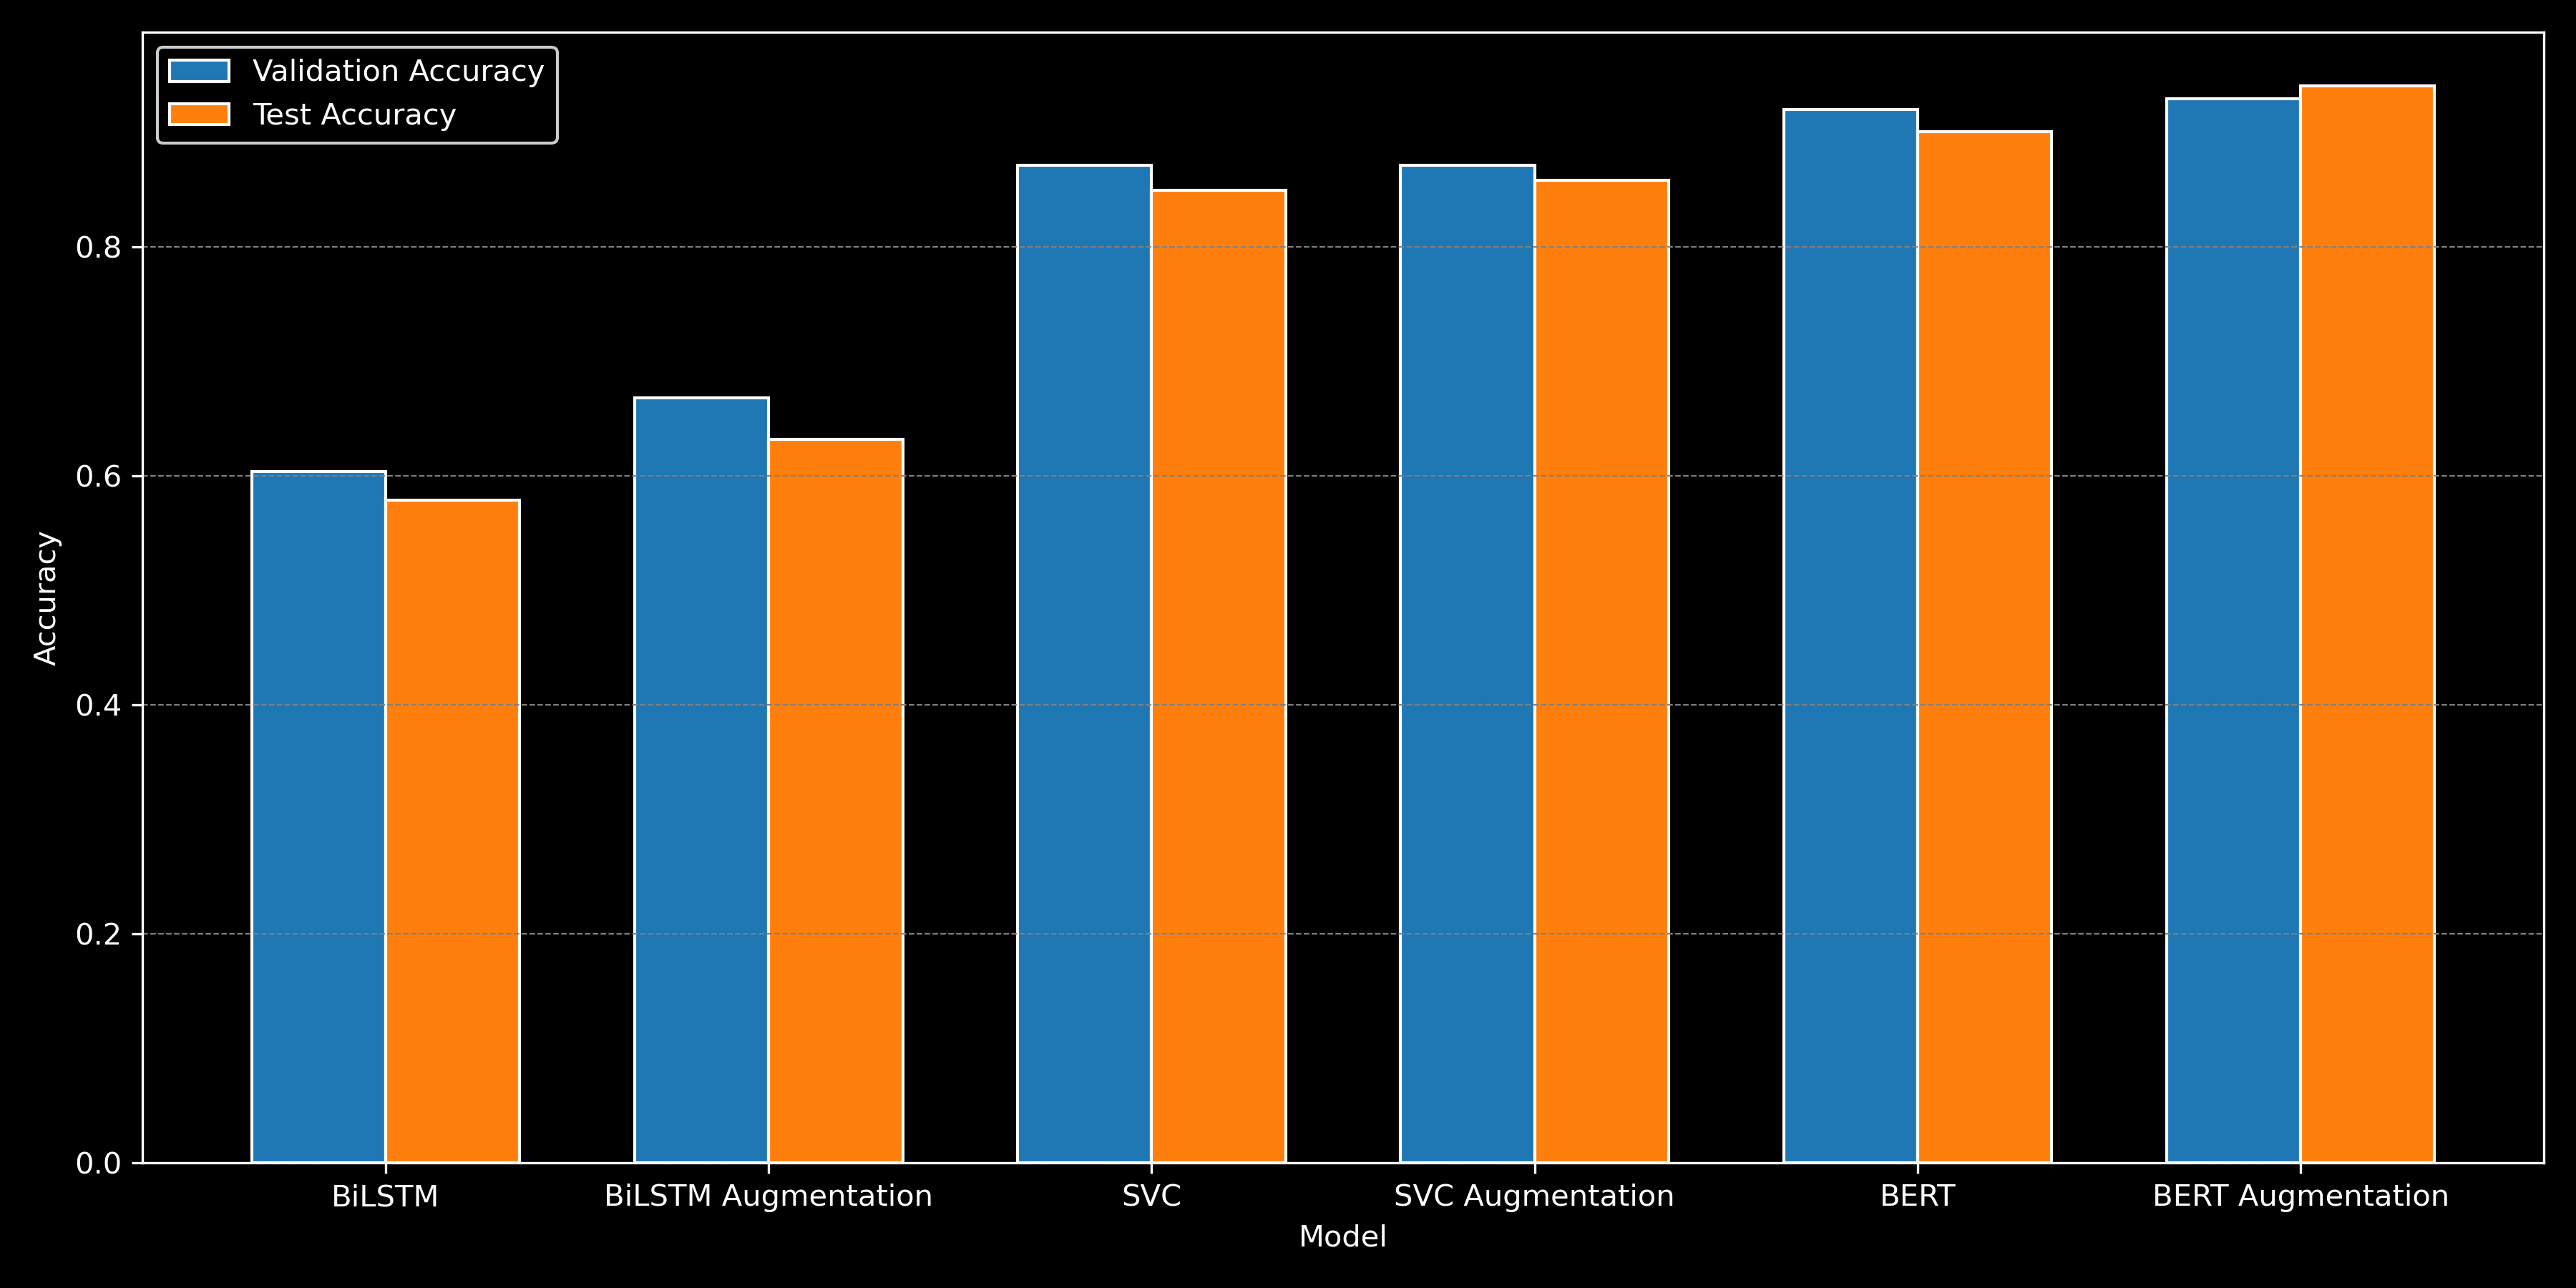 Validation Accuracy
Test Accuracy
Accuracy
0.8
0.6
0.4
0.2
0.0
BiLSTM
BiLSTM Augmentation
SVC
SVC Augmentation
BERT
BERT Augmentation
Model